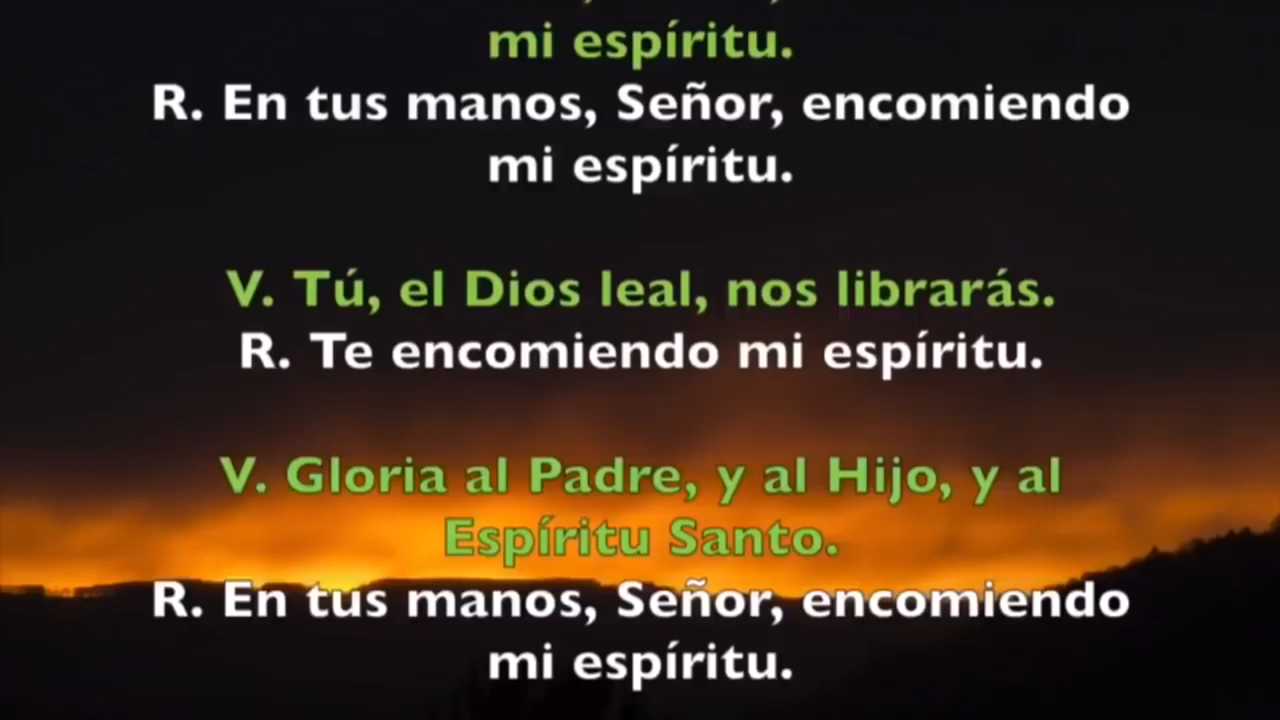 mi espíritu.
R. En tus manos, Señor, encomiendo
mi espíritu.
V. Tú, el Dios leal, nos librarás.
R. Te encomiendo mi espíritu.
V. Gloria al Padre, y al Hijo, y al
Espíritu Santo.
R. En tus manos, Señor, encomiendo
mi espíritu.